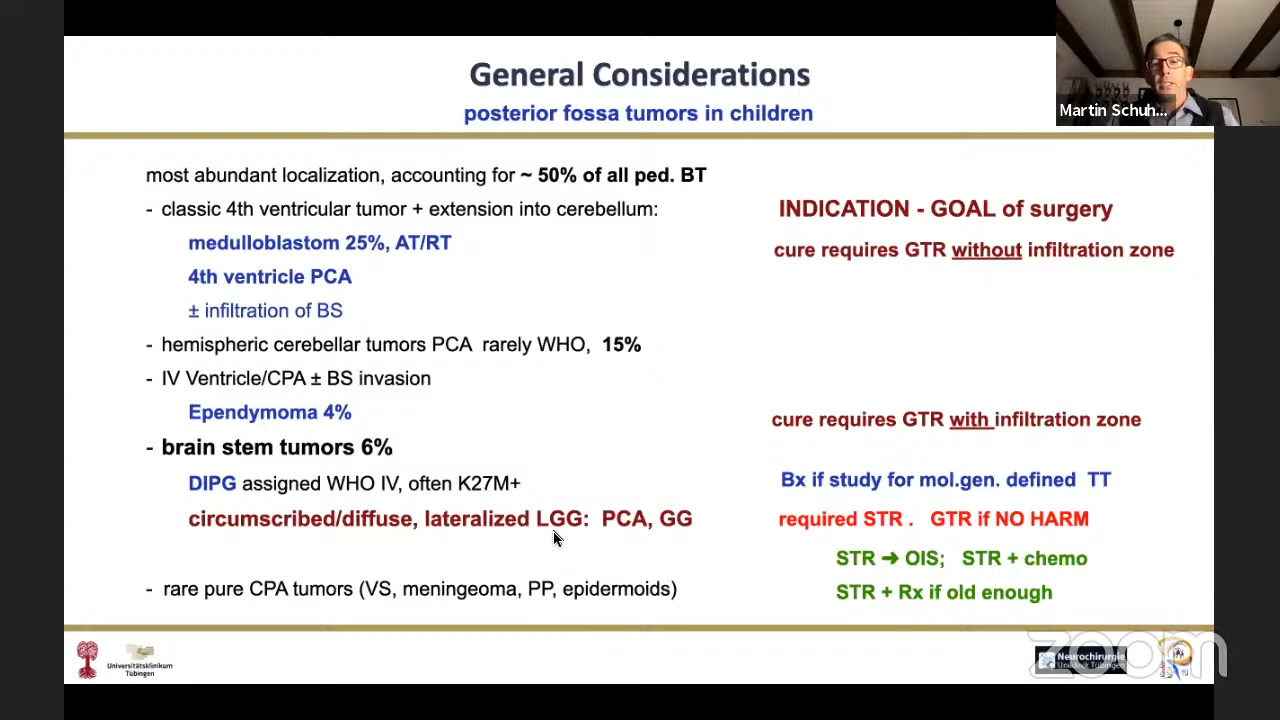 General Considerations
posterior fossa tumors in children
Martin Schuh...
most abundant localization, accounting for ~ 50% of all ped. BT
- classic 4th ventricular tumor + extension into cerebellum:
medulloblastom 25%, AT/RT
4th ventricle PCA
± infiltration of BS
- hemispheric cerebellar tumors PCA rarely WHO, 15%
- IV Ventricle/CPA ± BS invasion
Ependymoma 4%
- brain stem tumors 6%
DIPG assigned WHO IV, often K27M+
circumscribed/diffuse, lateralized LGG: PCA, GG
- rare pure CPA tumors (VS, meningeoma, PP, epidermoids)
INDICATION - GOAL of surgery
cure requires GTR without infiltration zone
cure requires GTR with infiltration zone
Bx if study for mol.gen. defined TT
required STR . GTR if NO HARM
STR ➔ OIS; STR + chemo
STR + Rx if old enough
Universitätsklinikum
Tübingen
Neurochirurgie
Uniklinik Tübingen
zoom